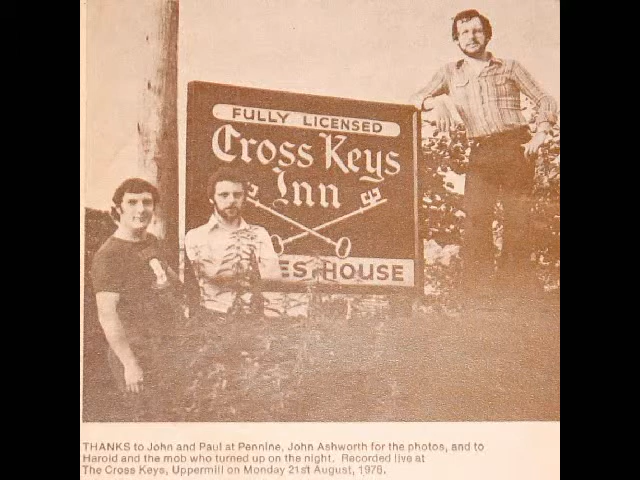 FULLY LICENSED
Cross Keys
Inn
ES HOUSE
THANKS to John and Paul at Pennine, John Ashworth for the photos, and to
Harold and the mob who turned up on the night. Recorded live at
The Cross Keys, Uppermill on Monday 21st August, 1978.